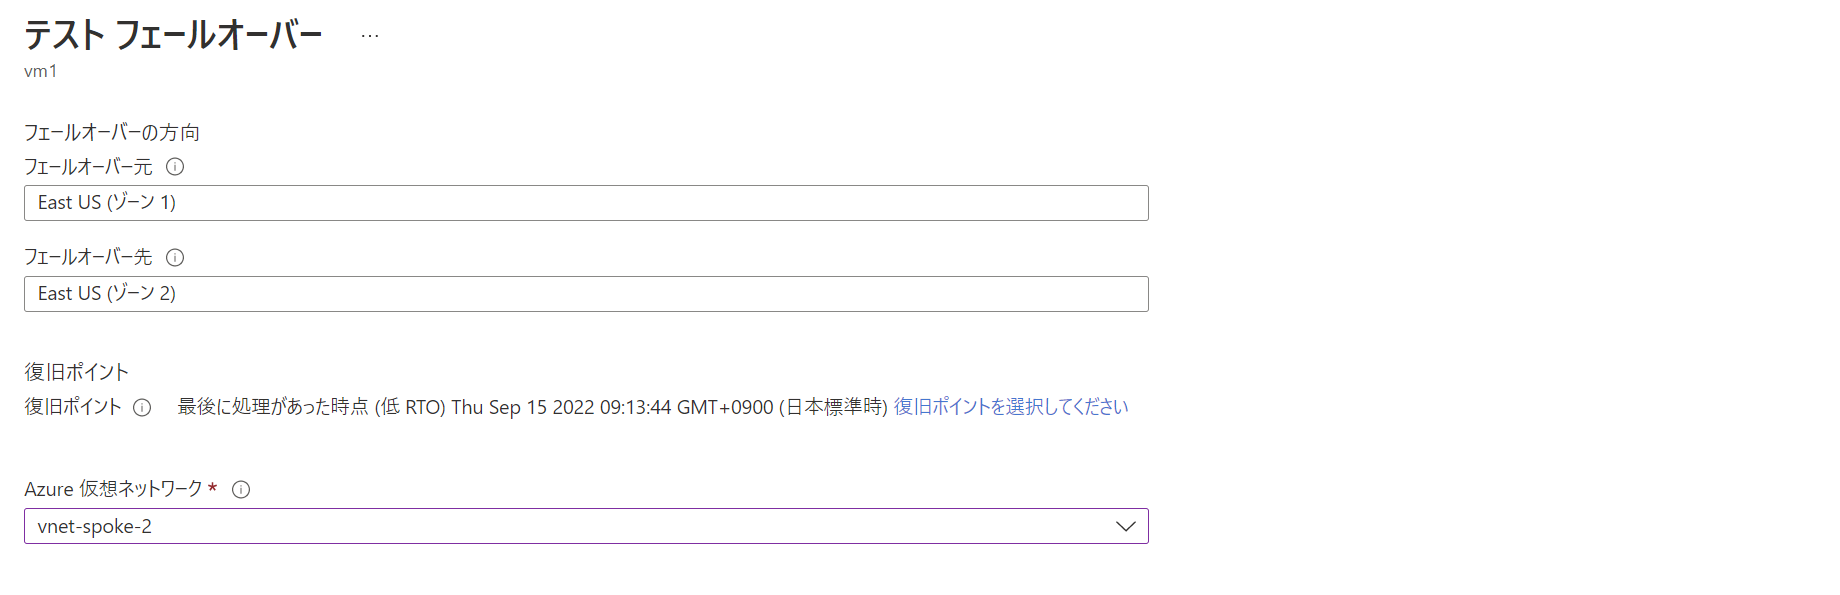 テスト フェールオーバー ...
vm1
フェールオーバーの方向
フェールオーバー元
East US (ゾーン 1)
フェールオーバー先
East US (ゾーン 2)
復旧ポイント
復旧ポイント 最後に処理があった時点 (低 RTO) Thu Sep 15 2022 09:13:44 GMT+0900 (日本標準時) 復旧ポイントを選択してください
Azure 仮想ネットワーク *
vnet-spoke-2